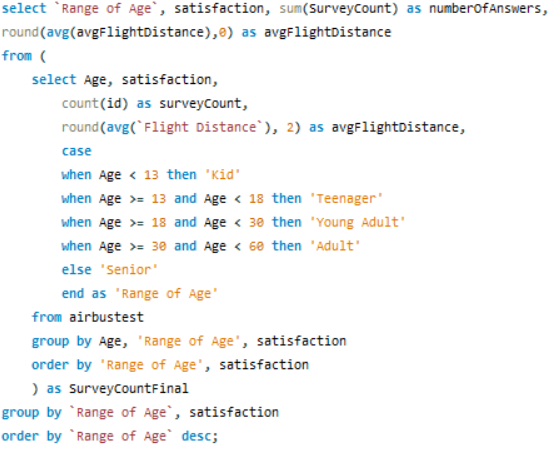 select `Range of Age`, satisfaction, sum(SurveyCount) as numberOfAnswers,
round(avg(avgFlightDistance),0) as avgFlightDistance
from (
select Age, satisfaction,
count(id) as surveyCount,
round(avg(`Flight Distance`), 2) as avgFlightDistance,
case
when Age < 13 then 'Kid'
when Age >= 13 and Age < 18 then 'Teenager'
when Age >= 18 and Age < 30 then 'Young Adult'
when Age >= 30 and Age < 60 then 'Adult'
else 'Senior'
end as 'Range of Age'
from airbustest
group by Age, 'Range of Age', satisfaction
order by 'Range of Age', satisfaction
) as SurveyCountFinal
group by `Range of Age`, satisfaction
order by `Range of Age` desc;